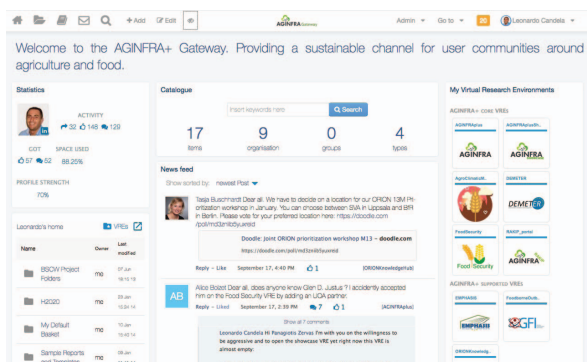 +Add
Edit
AGINFRA Gateway
Admin
Go to
20
Leonardo Candela
Welcome to the AGINFRA+ Gateway. Providing a sustainable channel for user communities around
agriculture and food.
Statistics
ACTIVITY
32 146 129
GOT SPACE USED
57 52 88.25%
PROFILE STRENGTH
70%
Leonardo's home
VREs
Name Owner Last
modified
BSCW Project
Folders
me
H2020
me
My Default
Basket
me
Sample Reports
and Templates
me
Catalogue
Insert keywords here
Search
17 9 0 4
items organisation groups types
News feed
Show sorted by: newest Post
Tasja Buschhardt Dear all. We have to decide on a location for our ORION 13M Pri-
oritization workshop in January. You can choose between SVA in Uppsala and BfR
in Berlin. Please vote for your preferred location here: https://doodle.com
Doodle: Joint ORION prioritization workshop M13 – doodle.com
Reply - Like September 17, 4:40 PM 1 [ORIONKnowledgeHub]
AB
Alice Boizet Dear all, does anyone know Glen D. Justus ? I accidently accepted
him on the Food Security VRE by adding an UOA partner.
Reply - Liked September 17, 2:39 PM 7 1 [AGINFRAplus]
Show all 7 comments
Leonardo Candela Hi Panagiotis Zervas I'm with you on the willingness to
be aggressive and to open the showcase VRE yet right now this VRE is
almost empty:
My Virtual Research Environments
AGINFRA+ CORE VREs
AGINFRAplus
AGINFRA
AGINFRA
AgroClimaticM..
DEMETER
DEMETER
FoodSecurity
Food Security
RAKIP_portal
AGINFRA
AGINFRA+ SUPPORTED VREs
EMPHASIS
EMPHASIS
FoodborneOutb..
GFI
ORIONKnowledg..